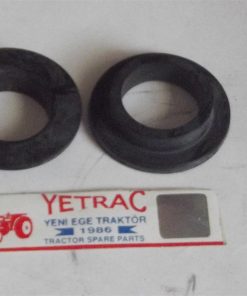 YETRAC
YENI EGE TRAKTÖR
1986
TRACTOR SPARE PARTS